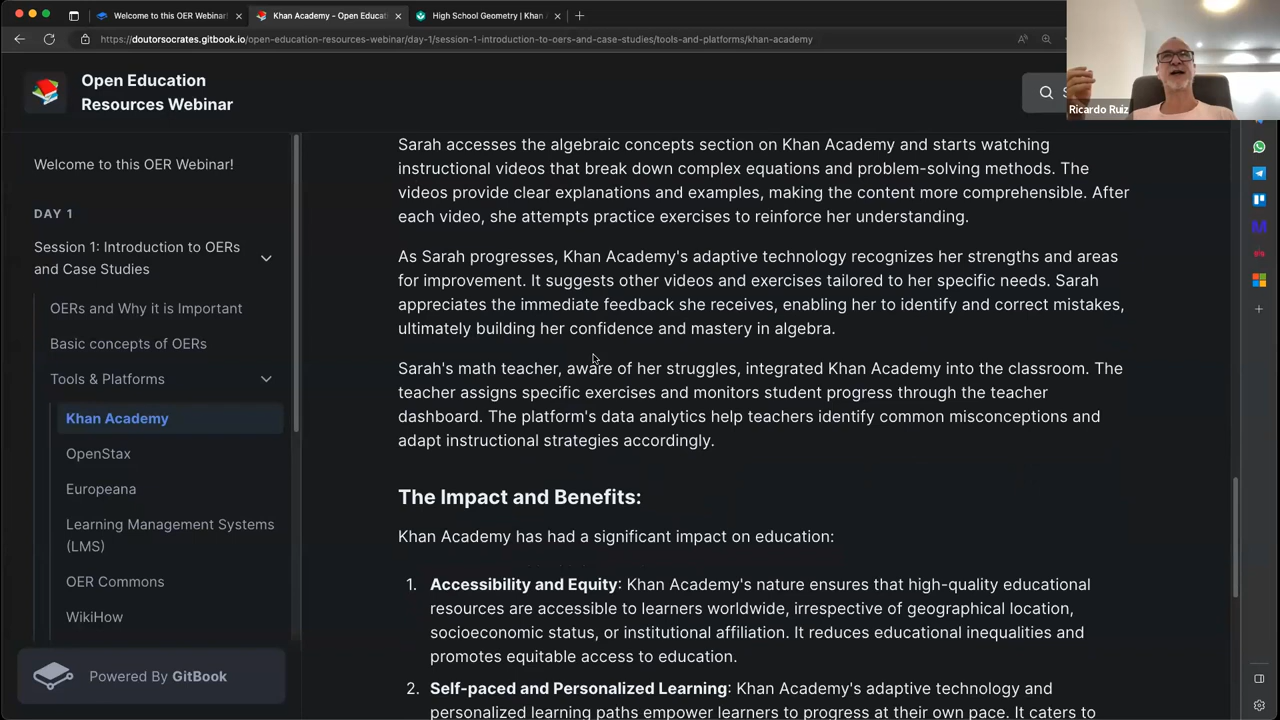 Welcome to this OER Webinar!
Khan Academy - Open Educat
High School Geometry | Khan A
https://doutorsocrates.gitbook.io/open-education-resources-webinar/day-1/session-1-introduction-to-oers-and-case-studies/tools-and-platforms/khan-academy
Ricardo Ruiz
Open Education
Resources Webinar
Welcome to this OER Webinar!
DAY 1
Session 1: Introduction to OERs
and Case Studies
OERs and Why it is Important
Basic concepts of OERs
Tools & Platforms
Khan Academy
OpenStax
Europeana
Learning Management Systems
(LMS)
OER Commons
WikiHow
Powered By GitBook
Sarah accesses the algebraic concepts section on Khan Academy and starts watching
instructional videos that break down complex equations and problem-solving methods. The
videos provide clear explanations and examples, making the content more comprehensible. After
each video, she attempts practice exercises to reinforce her understanding.
As Sarah progresses, Khan Academy's adaptive technology recognizes her strengths and areas
for improvement. It suggests other videos and exercises tailored to her specific needs. Sarah
appreciates the immediate feedback she receives, enabling her to identify and correct mistakes,
ultimately building her confidence and mastery in algebra.
Sarah's math teacher, aware of her struggles, integrated Khan Academy into the classroom. The
teacher assigns specific exercises and monitors student progress through the teacher
dashboard. The platform's data analytics help teachers identify common misconceptions and
adapt instructional strategies accordingly.
The Impact and Benefits:
Khan Academy has had a significant impact on education:
1. Accessibility and Equity: Khan Academy's nature ensures that high-quality educational
resources are accessible to learners worldwide, irrespective of geographical location,
socioeconomic status, or institutional affiliation. It reduces educational inequalities and
promotes equitable access to education.
2. Self-paced and Personalized Learning: Khan Academy's adaptive technology and
personalized learning paths empower learners to progress at their own pace. It caters to